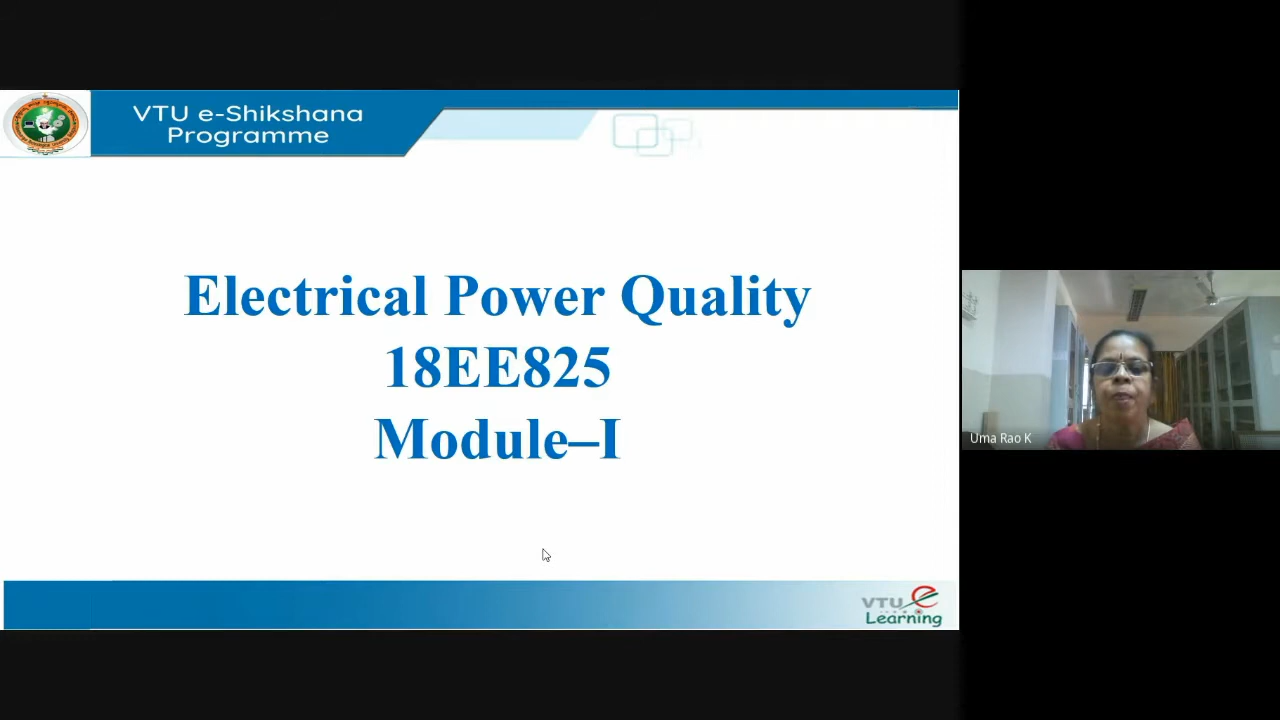 VTU e-Shikshana
Programme
Electrical Power Quality
18EE825
Module–I
Uma Rao K
VTU e
Learning